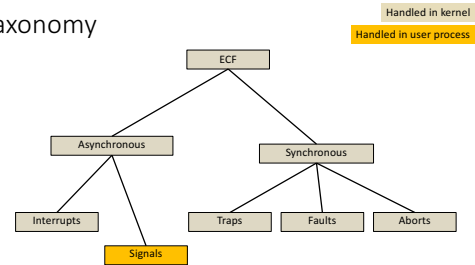 axonomy
Handled in kernel
Handled in user process
ECF
Asynchronous
Synchronous
Interrupts
Traps
Faults
Aborts
Signals